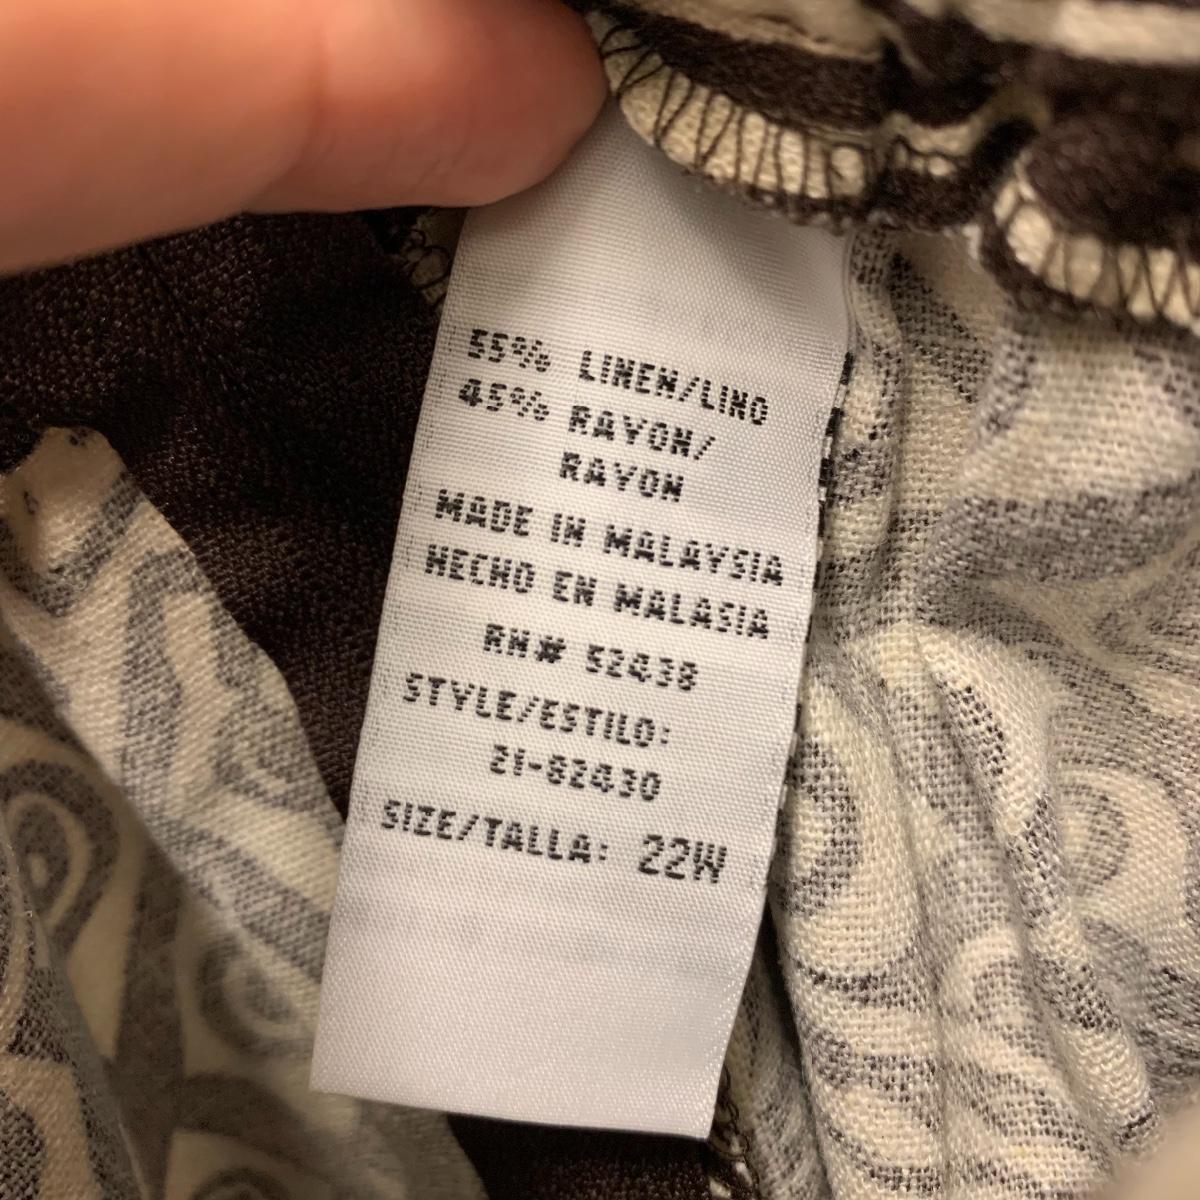 55% LINEN/LINO
45% RAYON/
RAYON
MADE IN MALAYSIA
HECHO EN MALASIA
RN# 52438
STYLE/ESTILO:
21-62430
SIZE/TALLA: 22W